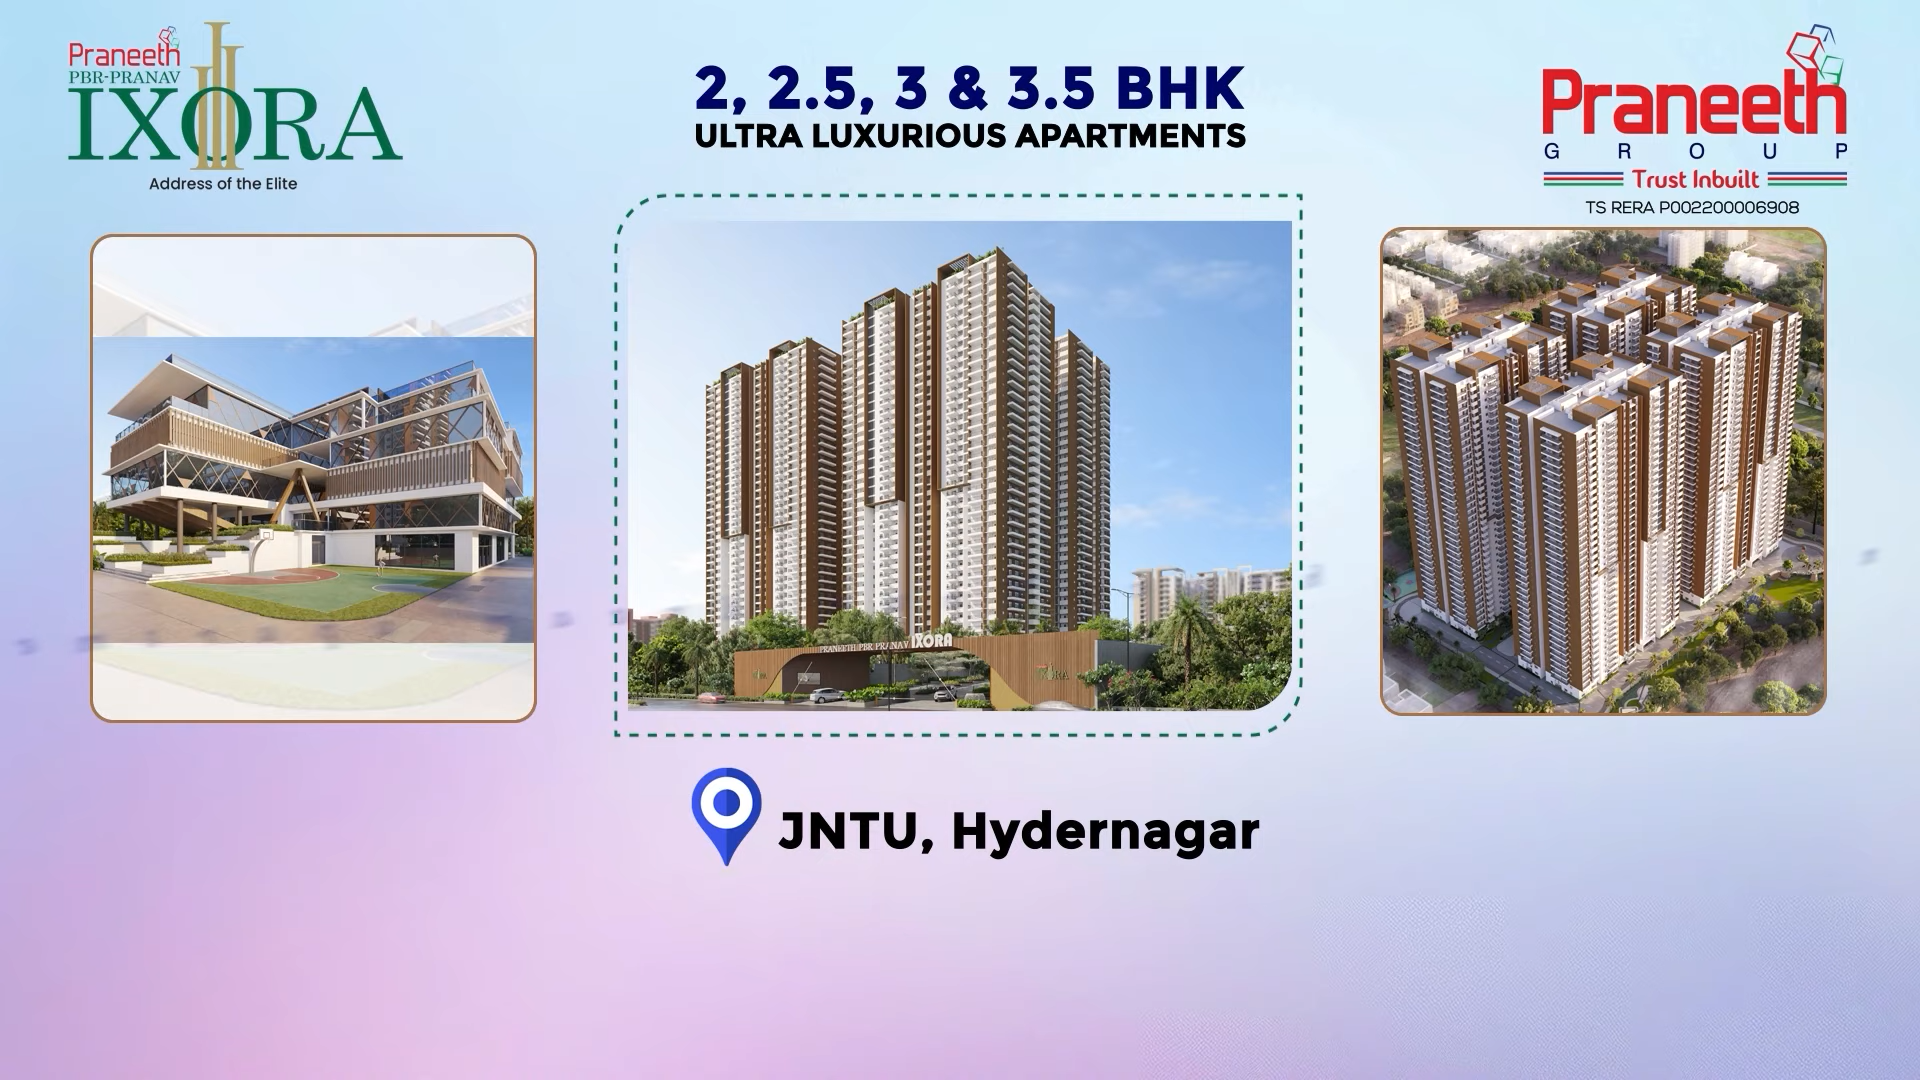 Praneeth
PBR-PRANAV
IXORA
Address of the Elite
2, 2.5, 3 & 3.5 BHK
ULTRA LUXURIOUS APARTMENTS
Praneeth
GROUP
Trust Inbuilt
TS RERA P002200006908
PRANEETH PBR PRANAV IXORA
IXORA
JNTU, Hydernagar